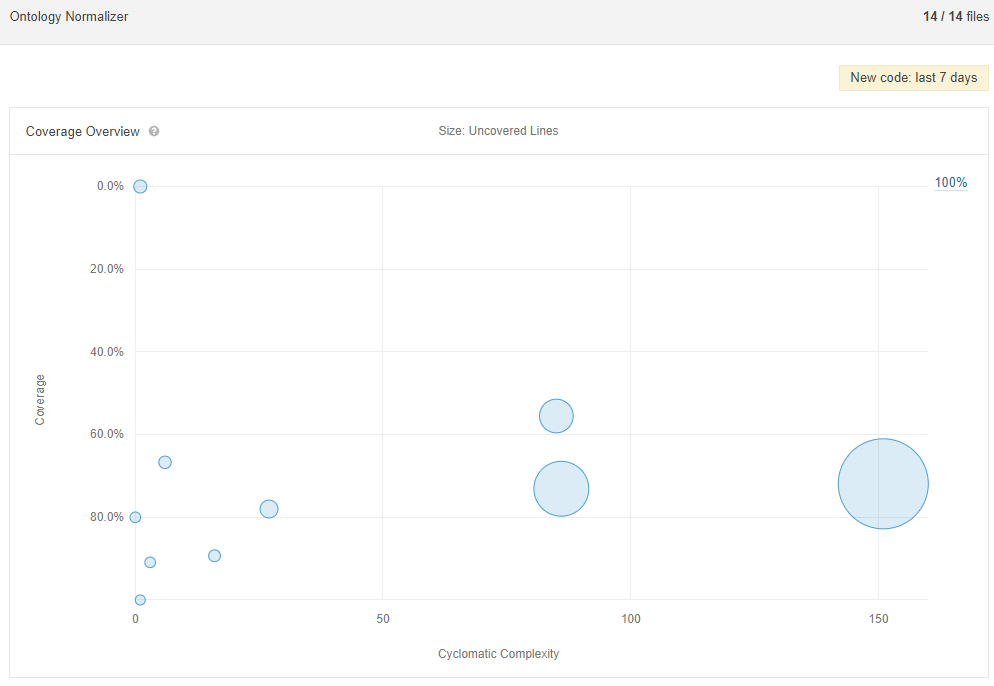 Ontology Normalizer
14 / 14 files
New code: last 7 days
Coverage Overview ?
Size: Uncovered Lines
100%
0.0%
20.0%
40.0%
60.0%
80.0%
Coverage
0
50
100
150
Cyclomatic Complexity